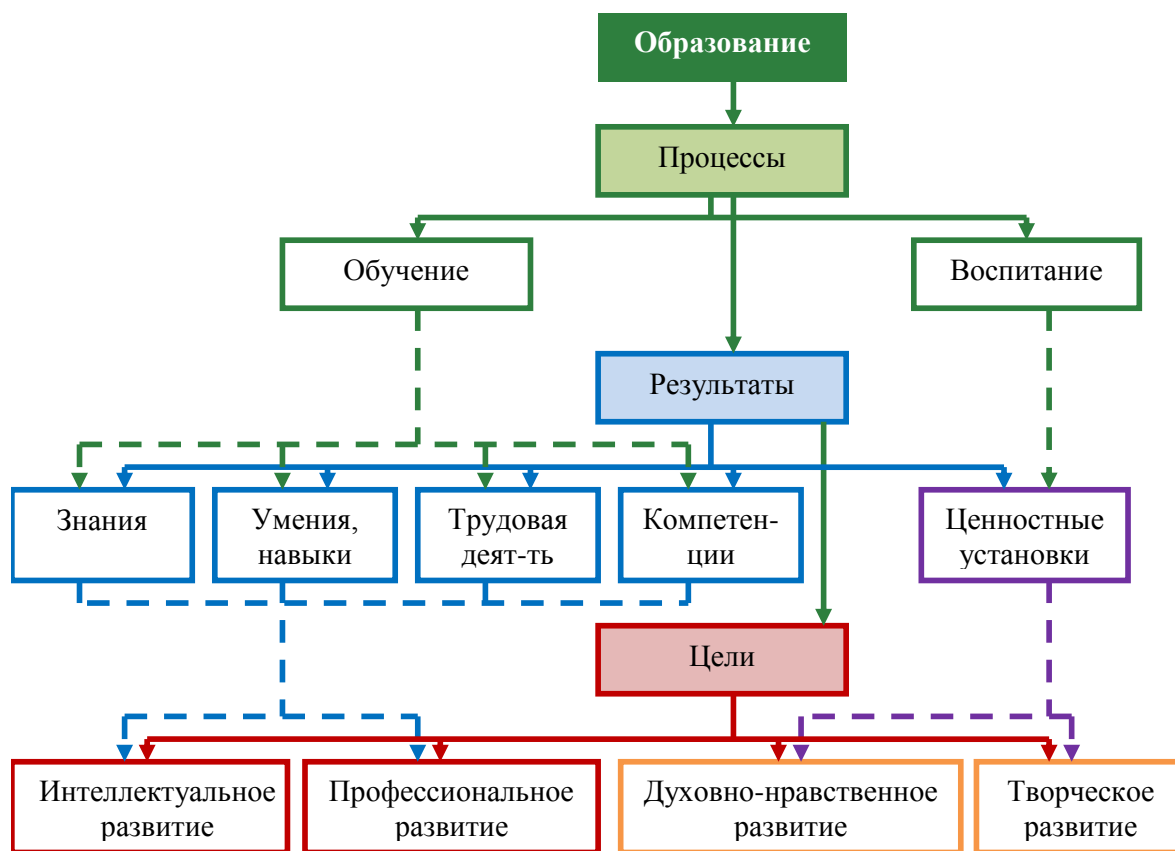 Образование
Процессы
Обучение
Воспитание
Результаты
Знания
Умения,
навыки
Трудовая
деят-ть
Компетен-
ции
Ценностные
установки
Цели
Интеллектуальное
развитие
Профессиональное
развитие
Духовно-нравственное
развитие
Творческое
развитие